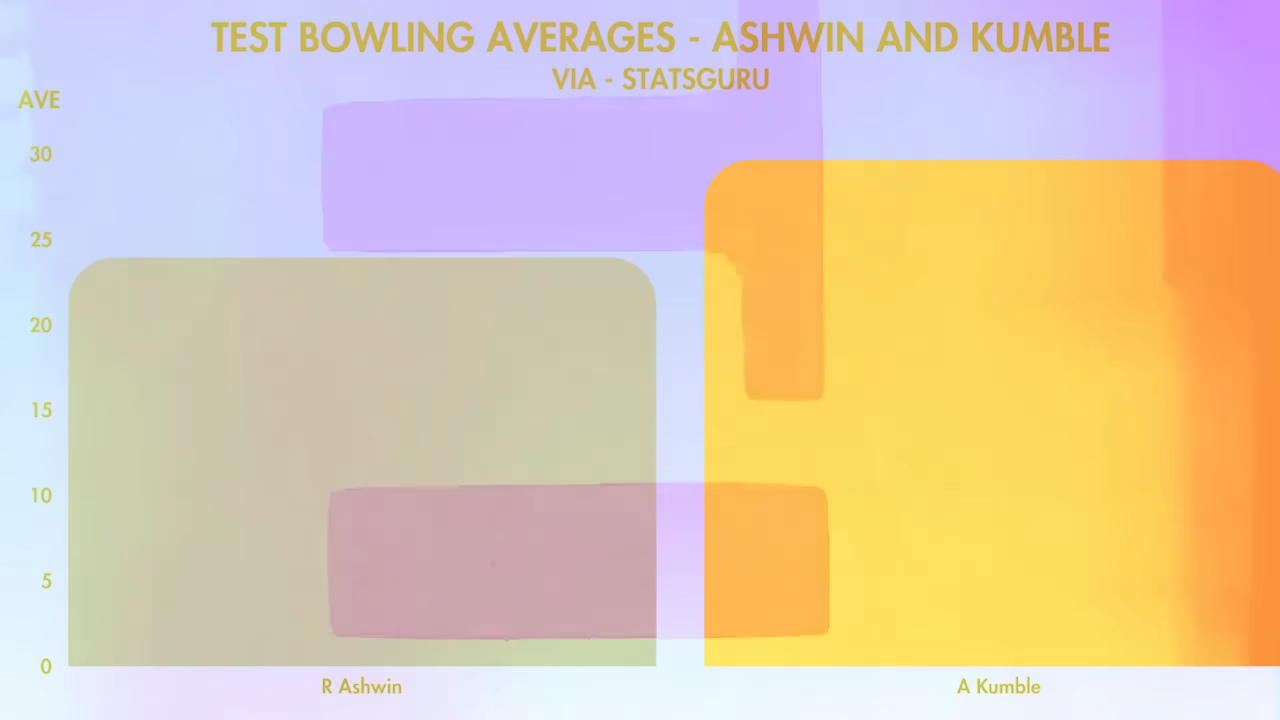 TEST BOWLING AVERAGES - ASHWIN AND KUMBLE
VIA - STATSGURU
AVE
30
25
20
15
10
5
0
R Ashwin
A Kumble